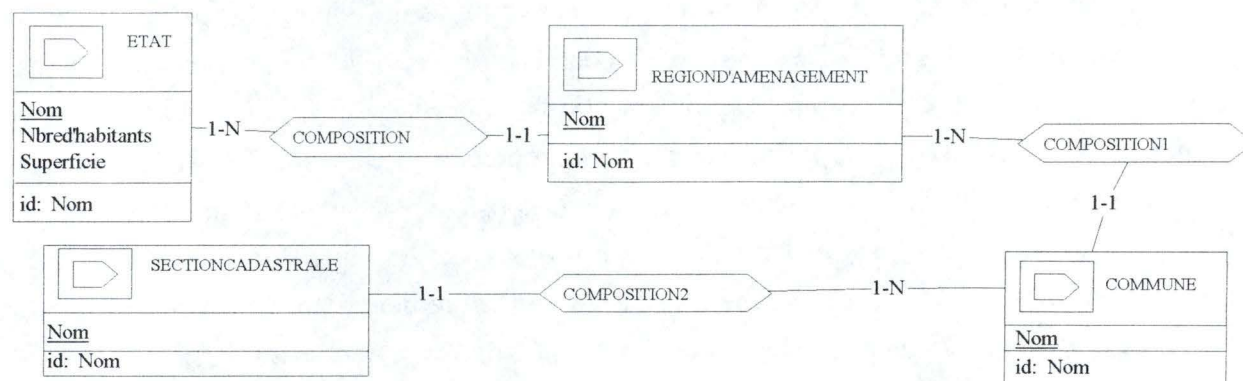 ETAT
Nom
Nbred'habitants
Superficie
id: Nom
1-N
COMPOSITION
1-1
REGIOND'AMENAGEMENT
Nom
id: Nom
1-N
COMPOSITION1
1-1
COMMUNE
Nom
id: Nom
1-N
COMPOSITION2
1-1
SECTIONCADASTRALE
Nom
id: Nom